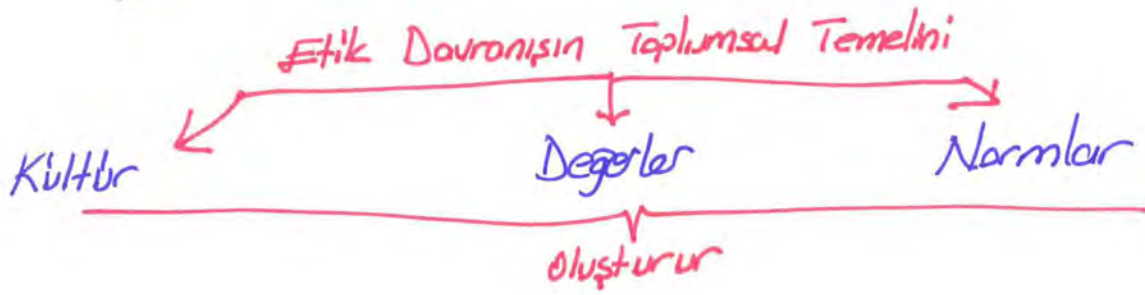 Etik Davranışın Toplumsal Temelini
Kültür Değerler Normlar
oluşturur